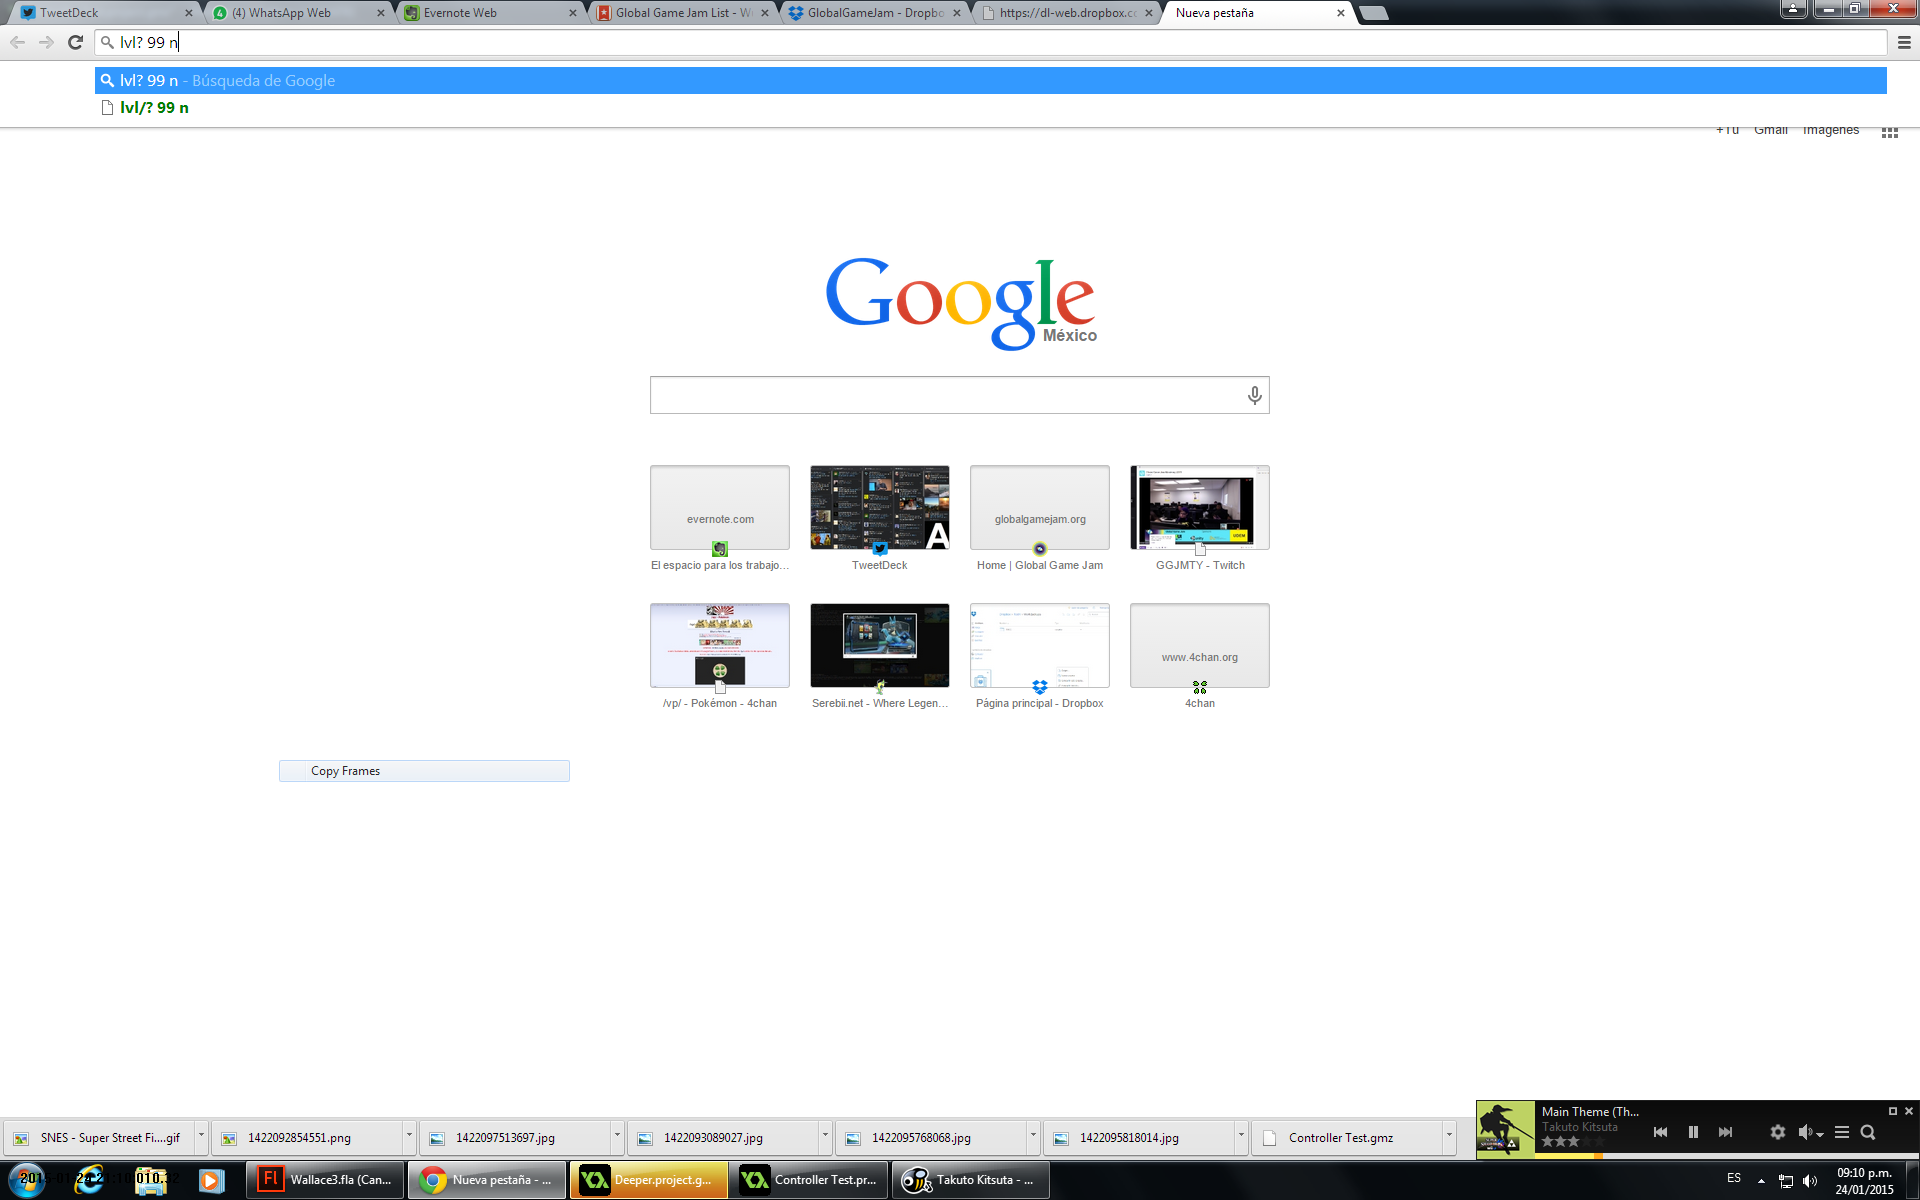 TweetDeck
(4) WhatsApp Web
Evernote Web
Global Game Jam List - W
GlobalGameJam - Dropbo
https://dl-web.dropbox.c
Nueva pestaña
lvl? 99 n
lvl? 99 n - Búsqueda de Google
lvl/? 99 n
+Tú Gmail Imágenes
Google
México
evernote.com
globalgamejam.org
El espacio para los trabajo...
TweetDeck
Home | Global Game Jam
GGJMTY - Twitch
www.4chan.org
/vp/ - Pokémon - 4chan
Serebii.net - Where Legen...
Página principal - Dropbox
4chan
Copy Frames
SNES - Super Street Fi....gif
1422092854551.png
1422097513697.jpg
1422093089027.jpg
1422095768068.jpg
1422095818014.jpg
Controller Test.gmz
Main Theme (Th...
Takuto Kitsuta
Wallace3.fla (Can...
Nueva pestaña - ...
Deeper.project.g...
Controller Test.pr...
Takuto Kitsuta - ...
ES
09:10 p.m.
24/01/2015